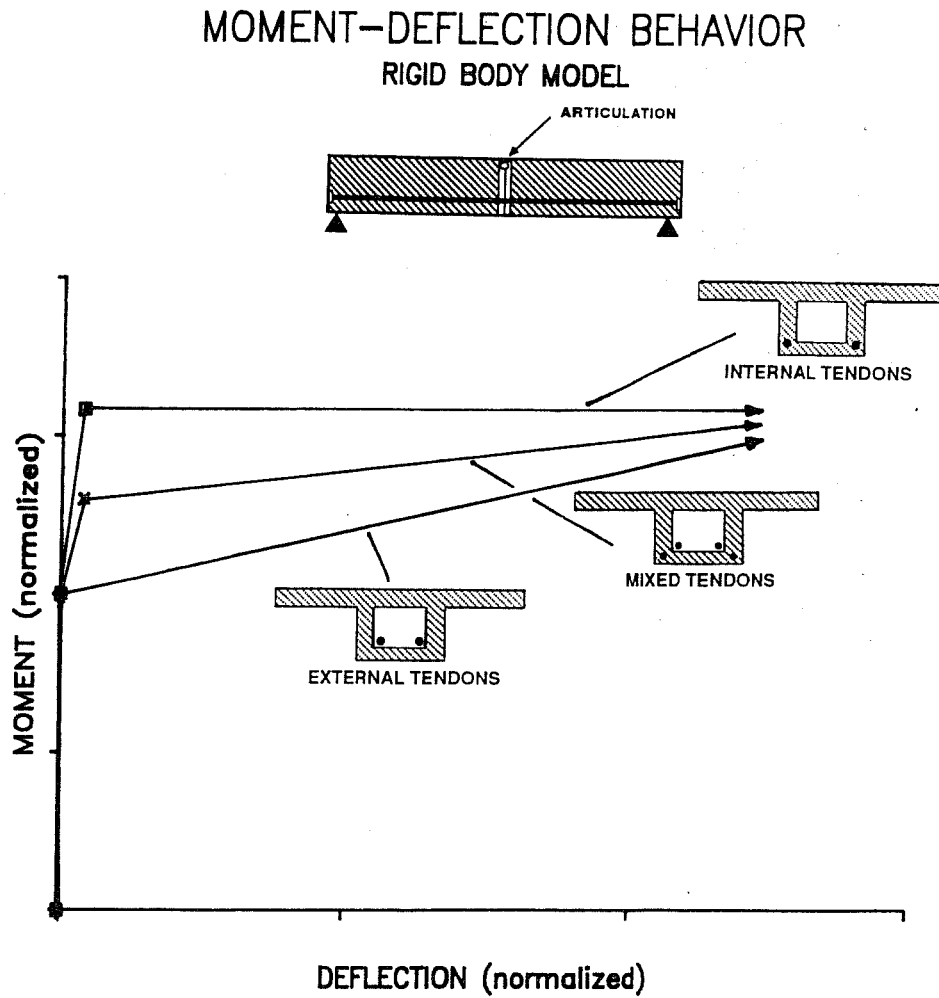 MOMENT-DEFLECTION BEHAVIOR
RIGID BODY MODEL
ARTICULATION
INTERNAL TENDONS
MIXED TENDONS
EXTERNAL TENDONS
MOMENT (normalized)
DEFLECTION (normalized)